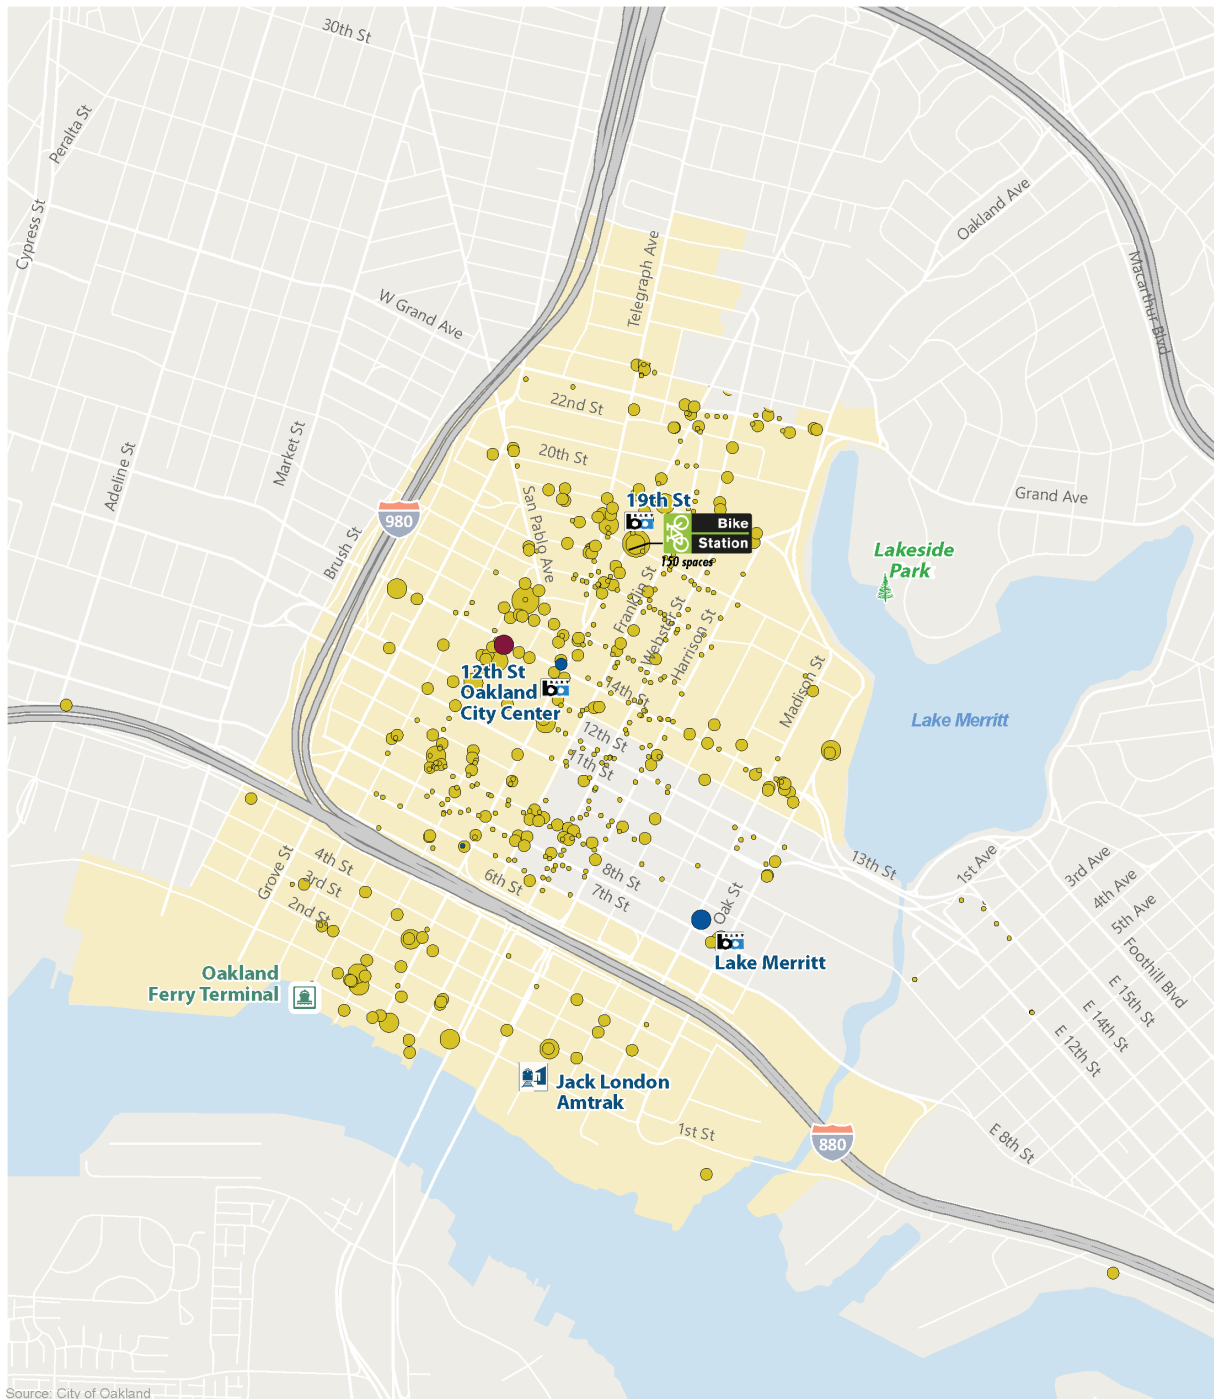 30th St
Peralta St
Cypress St
Oakland Ave
Macarthur Blvd
Telegraph Ave
W Grand Ave
22nd St
20th St
Market St
Adeline St
San Pablo Ave
Grand Ave
19th St
980
Bike
Station
150 spaces
Brush St
Lakeside
Park
Franklin St
Webster St
Harrison St
12th St
Oakland
City Center
14th St
Madison St
Lake Merritt
12th St
11th St
13th St
1st Ave
3rd Ave
4th Ave
5th Ave
Foothill Blvd
E 15th St
E 14th St
E 12th St
Grove St
4th St
3rd St
2nd St
6th St
8th St
7th St
Oak St
Lake Merritt
Oakland
Ferry Terminal
Jack London
Amtrak
1st St
880
E 8th St
Source: City of Oakland